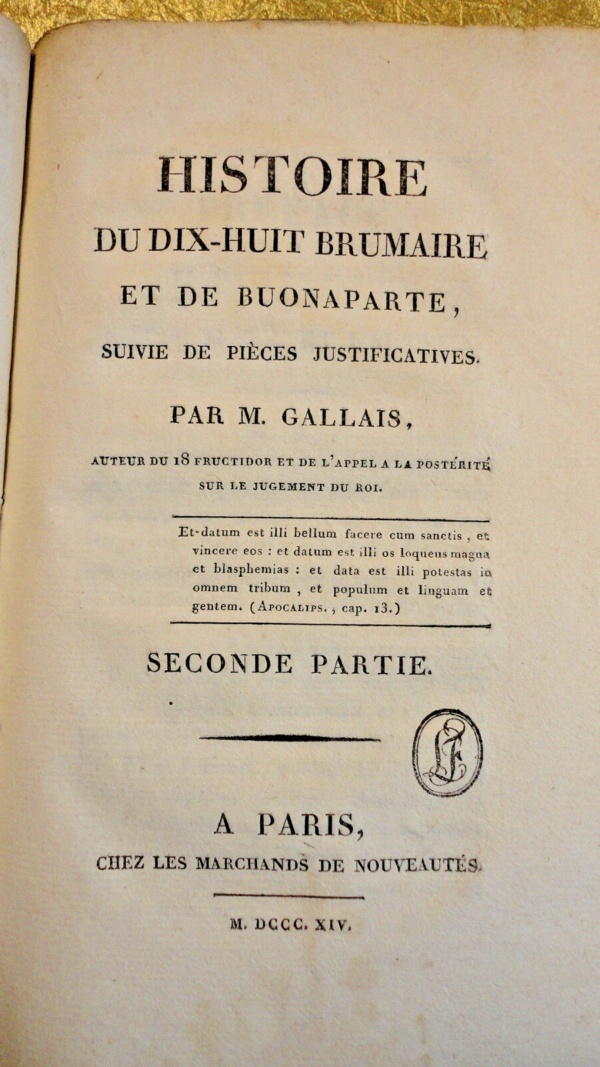 HISTOIRE
DU DIX-HUIT BRUMAIRE
ET DE BUONAPARTE,
SUIVIE DE PIÈCES JUSTIFICATIVES.
PAR M. GALLAIS,
AUTEUR DU 18 FRUCTIDOR ET DE L'APPEL A LA POSTÉRITÉ
SUR LE JUGEMENT DU ROI.
Et datum est illi bellum facere cum sanctis, et
vincere eos : et datum est illi os loquens magna
et blasphemias : et data est illi potestas in
omnem tribum, et populum et linguam et
gentem. (APOCALIPS., cap. 13.)
SECONDE PARTIE.
A PARIS,
CHEZ LES MARCHANDS DE NOUVEAUTÉS.
M. DCCC. XIV.